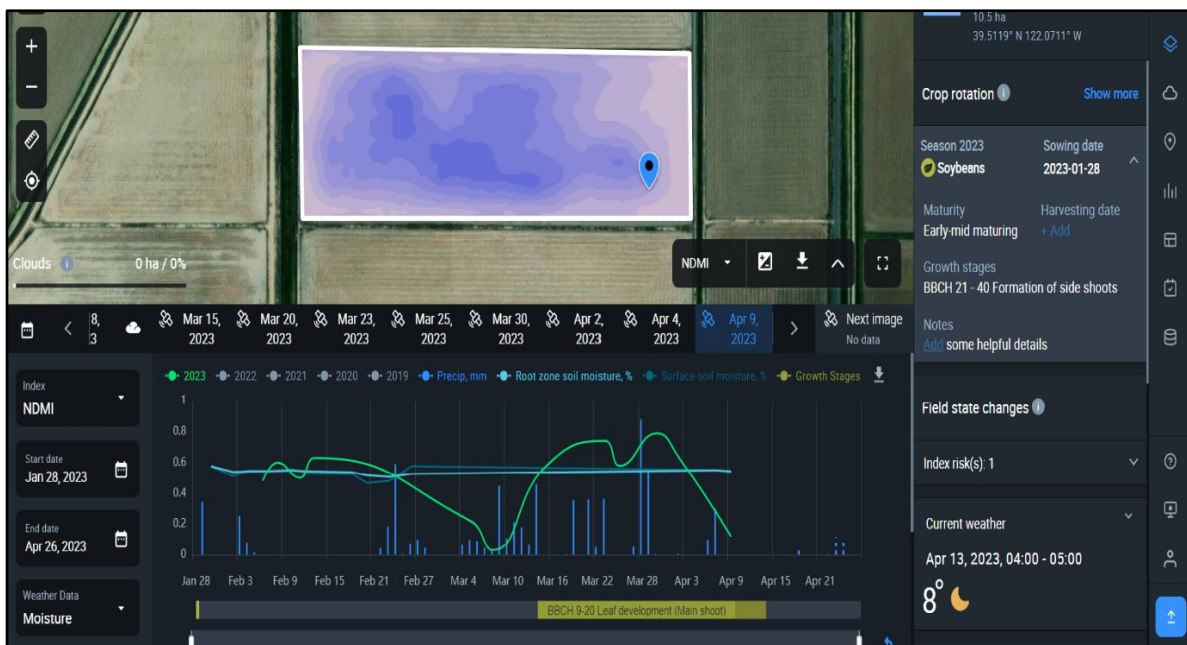 10.5 ha
39.5119° N 122.0711° W
Crop rotation
Show more
Season 2023
Sowing date
Soybeans
2023-01-28
Maturity
Harvesting date
Early-mid maturing
+ Add
Growth stages
BBCH 21 - 40 Formation of side shoots
Notes
Add some helpful details
Field state changes
Index risk(s): 1
Current weather
Apr 13, 2023, 04:00 - 05:00
8°
+
−
Clouds
0 ha / 0%
NDMI
8,
3
Mar 15,
2023
Mar 20,
2023
Mar 23,
2023
Mar 25,
2023
Mar 30,
2023
Apr 2,
2023
Apr 4,
2023
Apr 9,
2023
Next image
No data
Index
NDMI
Start date
Jan 28, 2023
End date
Apr 26, 2023
Weather Data
Moisture
2023 2022 2021 2020 2019 Precip, mm Root zone soil moisture, % Surface soil moisture, % Growth Stages
1
0.8
0.6
0.4
0.2
0
Jan 28 Feb 3 Feb 9 Feb 15 Feb 21 Feb 27 Mar 4 Mar 10 Mar 16 Mar 22 Mar 28 Apr 3 Apr 9 Apr 15 Apr 21
BBCH 9-20 Leaf development (Main shoot)